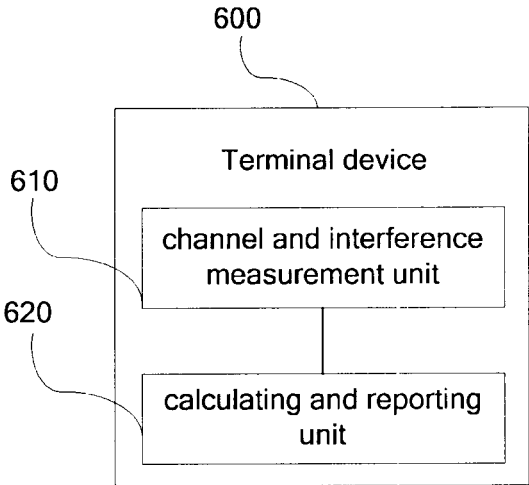 600
Terminal device
610
channel and interference
measurement unit
620
calculating and reporting
unit